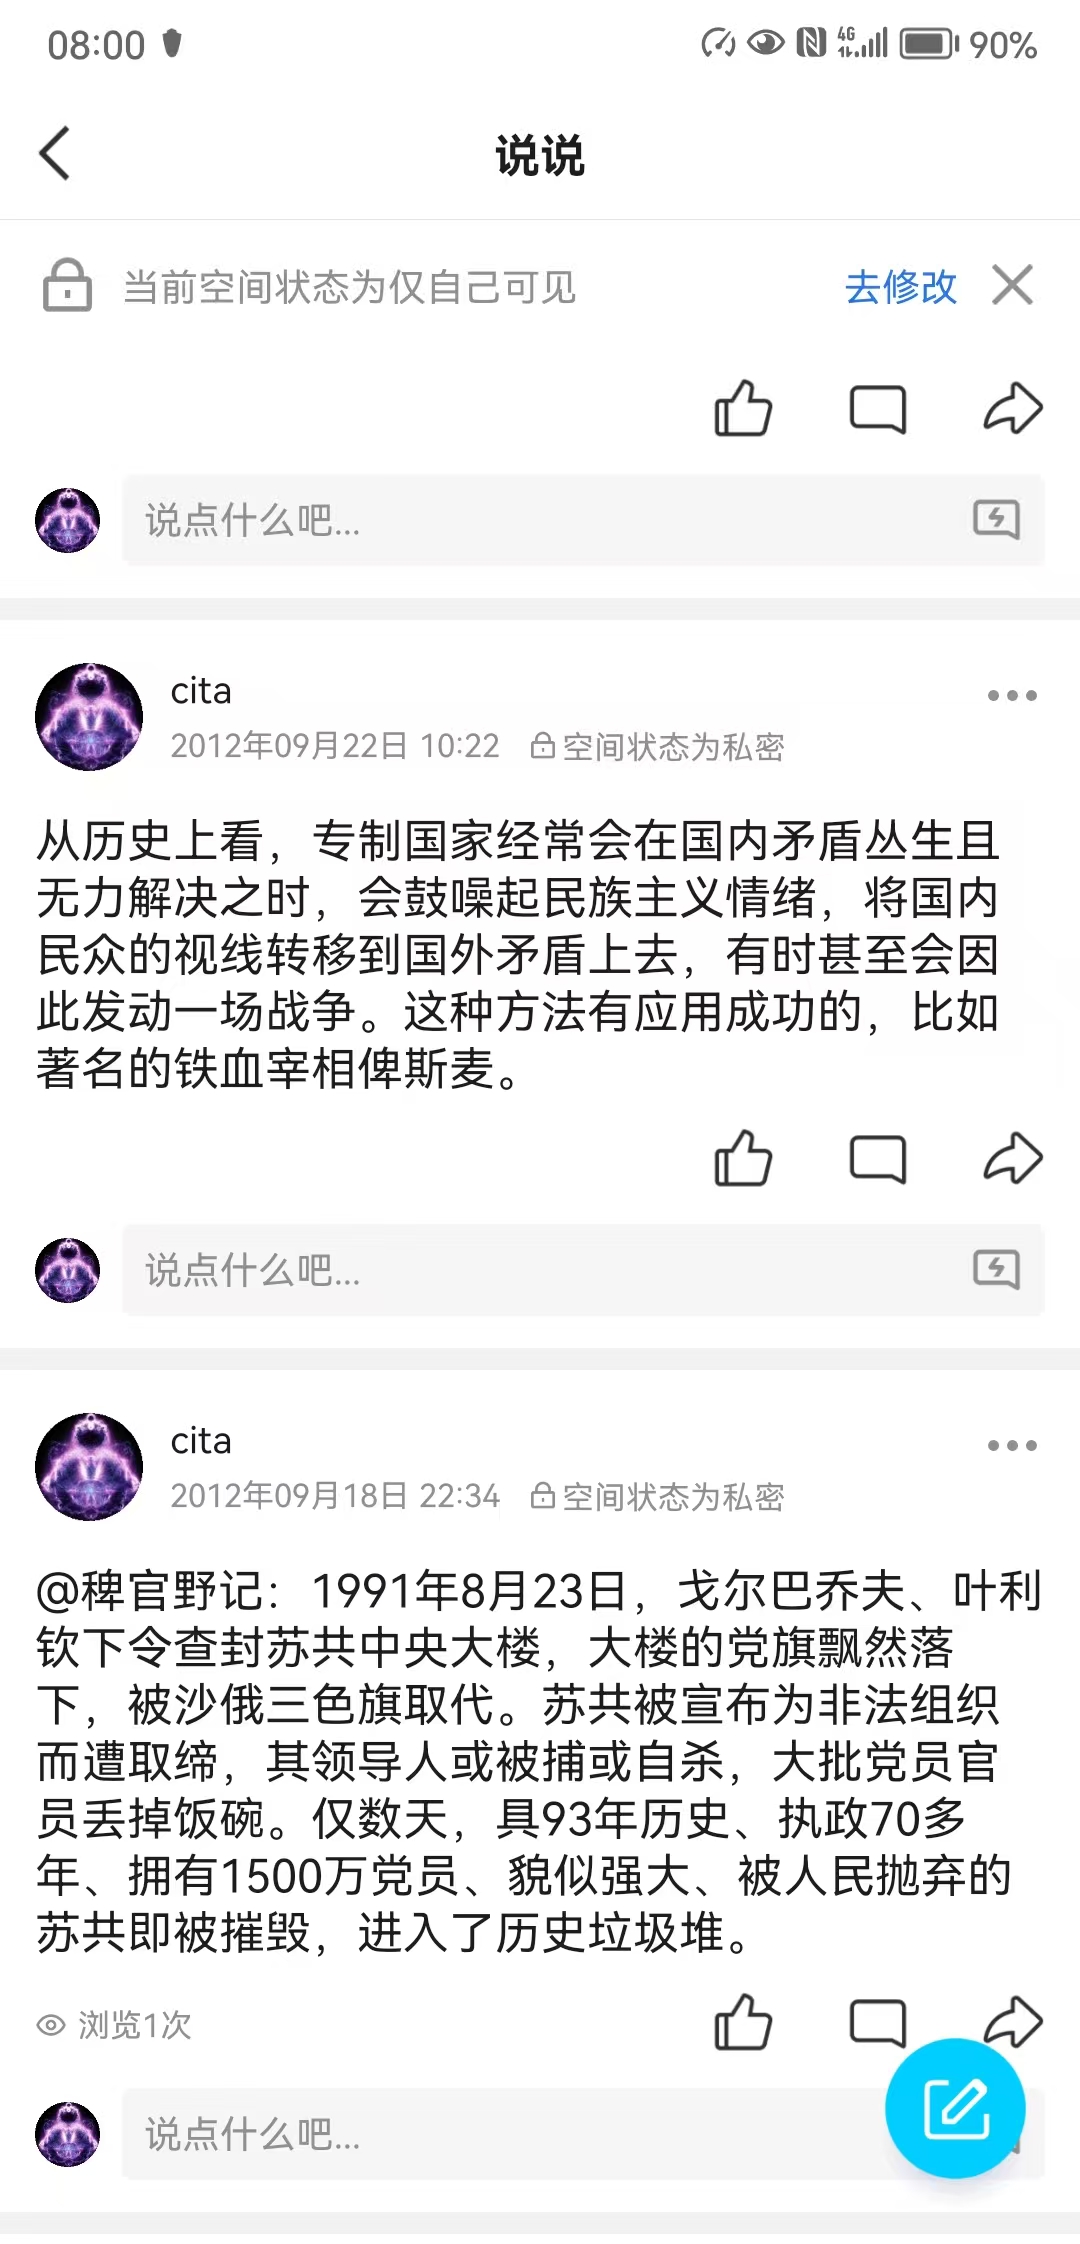 08:00
4G
90%
说说
当前空间状态为仅自己可见 去修改
说点什么吧...
cita
2012年09月22日 10:22 空间状态为私密
从历史上看，专制国家经常会在国内矛盾丛生且
无力解决之时，会鼓噪起民族主义情绪，将国内
民众的视线转移到国外矛盾上去，有时甚至会因
此发动一场战争。这种方法有应用成功的，比如
著名的铁血宰相俾斯麦。
说点什么吧...
cita
2012年09月18日 22:34 空间状态为私密
@稗官野记：1991年8月23日，戈尔巴乔夫、叶利
钦下令查封苏共中央大楼，大楼的党旗飘然落
下，被沙俄三色旗取代。苏共被宣布为非法组织
而遭取缔，其领导人或被捕或自杀，大批党员官
员丢掉饭碗。仅数天，具93年历史、执政70多
年、拥有1500万党员、貌似强大、被人民抛弃的
苏共即被摧毁，进入了历史垃圾堆。
浏览1次
说点什么吧...